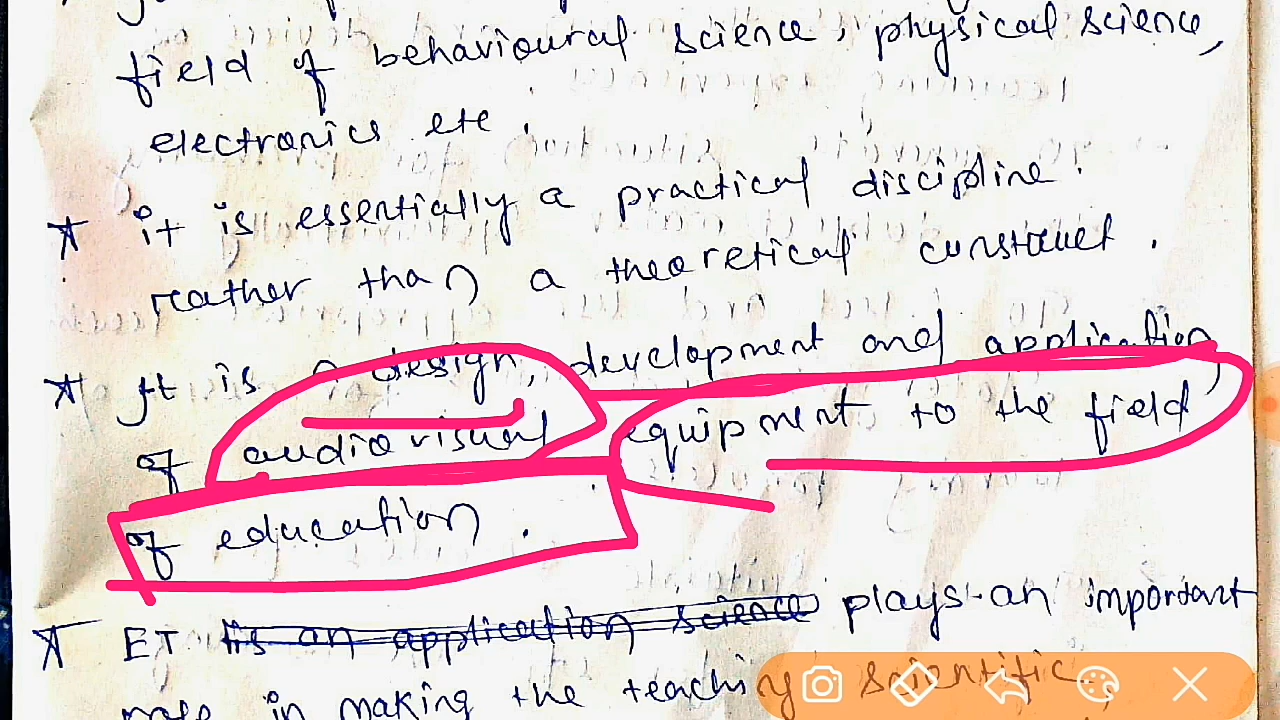 field of behavioural science, physical science,
electronics etc.
* it is essentially a practical discipline.
rather than a theoretical construct.
* It is a design, development and application
of audio visual equipment to the field
of education.
* ET is an application science plays an important
in making the teaching scientific